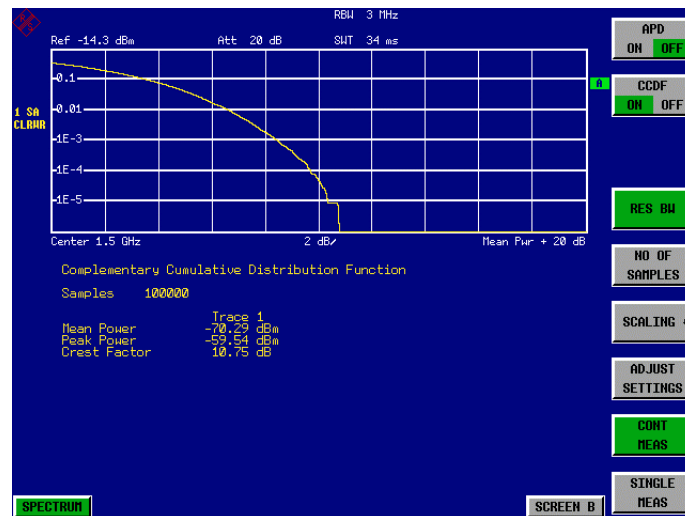 RBW 3 MHz
Ref -14.3 dBm Att 20 dB SWT 34 ms
0.1
0.01
1E-3
1E-4
1E-5
1 SA
CLRWR
A
Center 1.5 GHz 2 dB/ Mean Pwr + 20 dB
Complementary Cumulative Distribution Function
Samples 100000
Trace 1
Mean Power -70.29 dBm
Peak Power -59.54 dBm
Crest Factor 10.75 dB
SPECTRUM
SCREEN B
APD
ON OFF
CCDF
ON OFF
RES BW
NO OF
SAMPLES
SCALING
ADJUST
SETTINGS
CONT
MEAS
SINGLE
MEAS